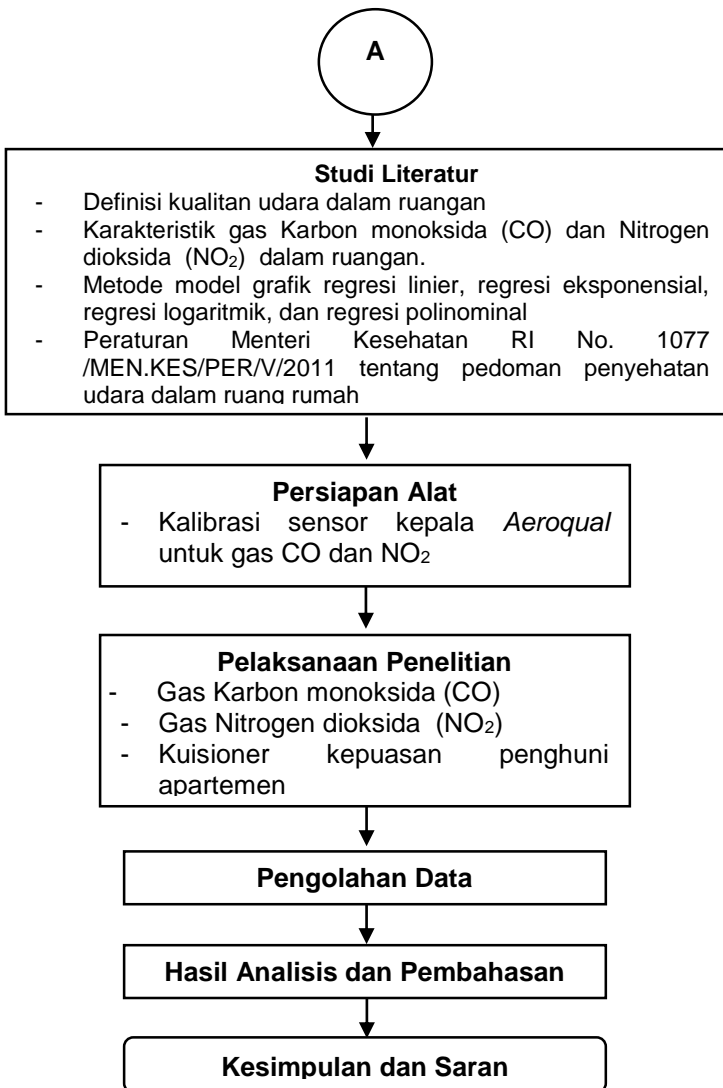 A
Studi Literatur
- Definisi kualitan udara dalam ruangan
- Karakteristik gas Karbon monoksida (CO) dan Nitrogen
dioksida (NO₂) dalam ruangan.
- Metode model grafik regresi linier, regresi eksponensial,
regresi logaritmik, dan regresi polinominal
- Peraturan Menteri Kesehatan RI No. 1077
/MEN.KES/PER/V/2011 tentang pedoman penyehatan
udara dalam ruang rumah
Persiapan Alat
- Kalibrasi sensor kepala Aeroqual
untuk gas CO dan NO₂
Pelaksanaan Penelitian
- Gas Karbon monoksida (CO)
- Gas Nitrogen dioksida (NO₂)
- Kuisioner kepuasan penghuni
apartemen
Pengolahan Data
Hasil Analisis dan Pembahasan
Kesimpulan dan Saran